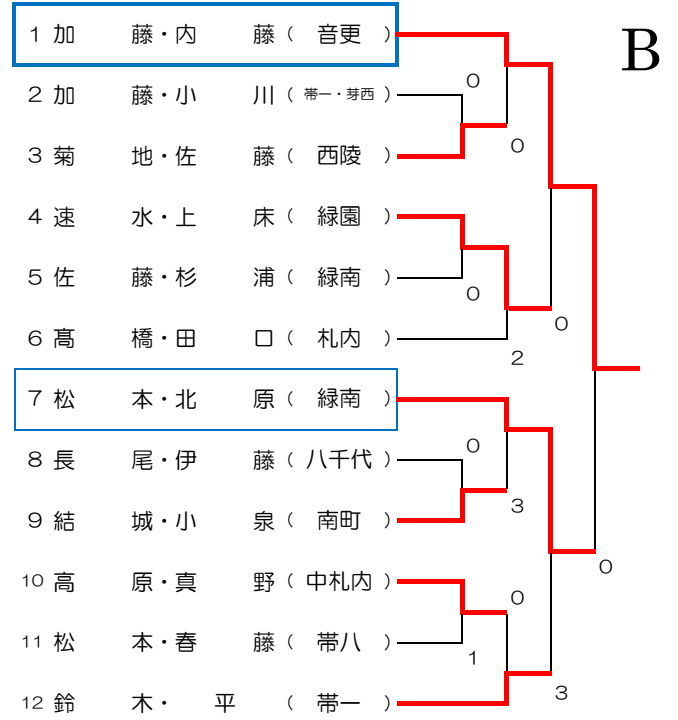 B
1 加 藤・内 藤 ( 音更 )
2 加 藤・小 川 ( 帯一・芽西 )
0
3 菊 地・佐 藤 ( 西陵 )
0
4 速 水・上 床 ( 緑園 )
5 佐 藤・杉 浦 ( 緑南 )
0
0
6 髙 橋・田 口 ( 札内 )
2
7 松 本・北 原 ( 緑南 )
8 長 尾・伊 藤 ( 八千代 )
0
3
9 結 城・小 泉 ( 南町 )
0
10 高 原・真 野 ( 中札内 )
0
11 松 本・春 藤 ( 帯八 )
1
3
12 鈴 木・ 平 ( 帯一 )